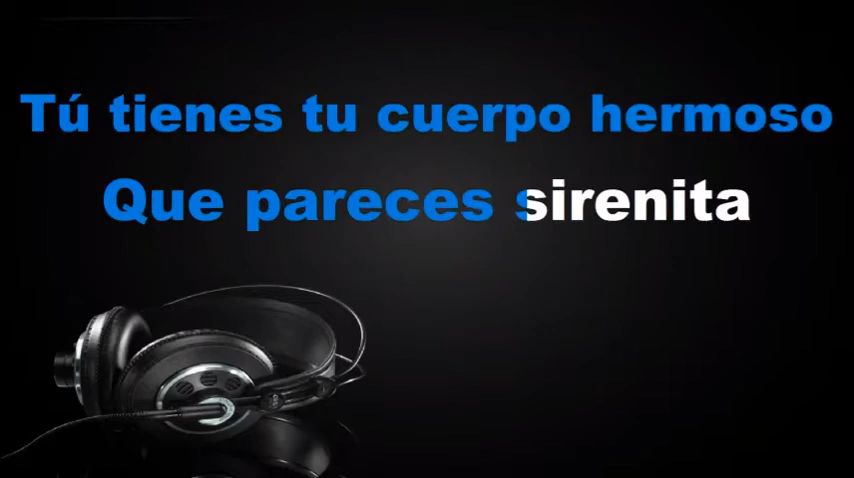 Tú tienes tu cuerpo hermoso
Que pareces sirenita